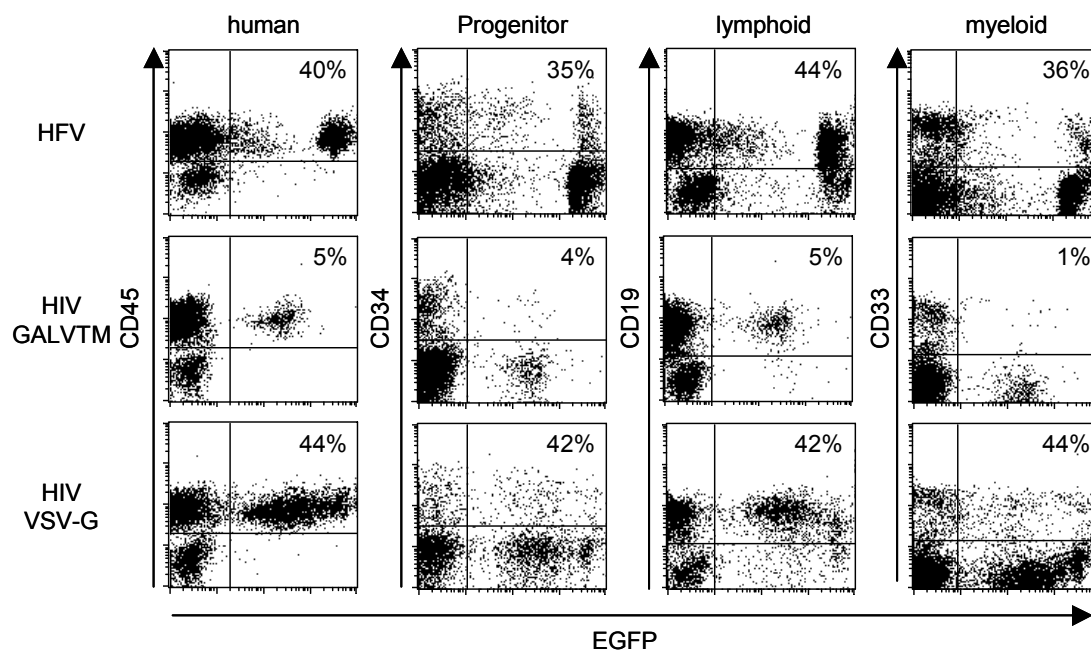 human Progenitor lymphoid myeloid
HFV 40% 35% 44% 36%
HIV
GALVTM 5% 4% 5% 1%
HIV
VSV-G 44% 42% 42% 44%
CD45 CD34 CD19 CD33
EGFP